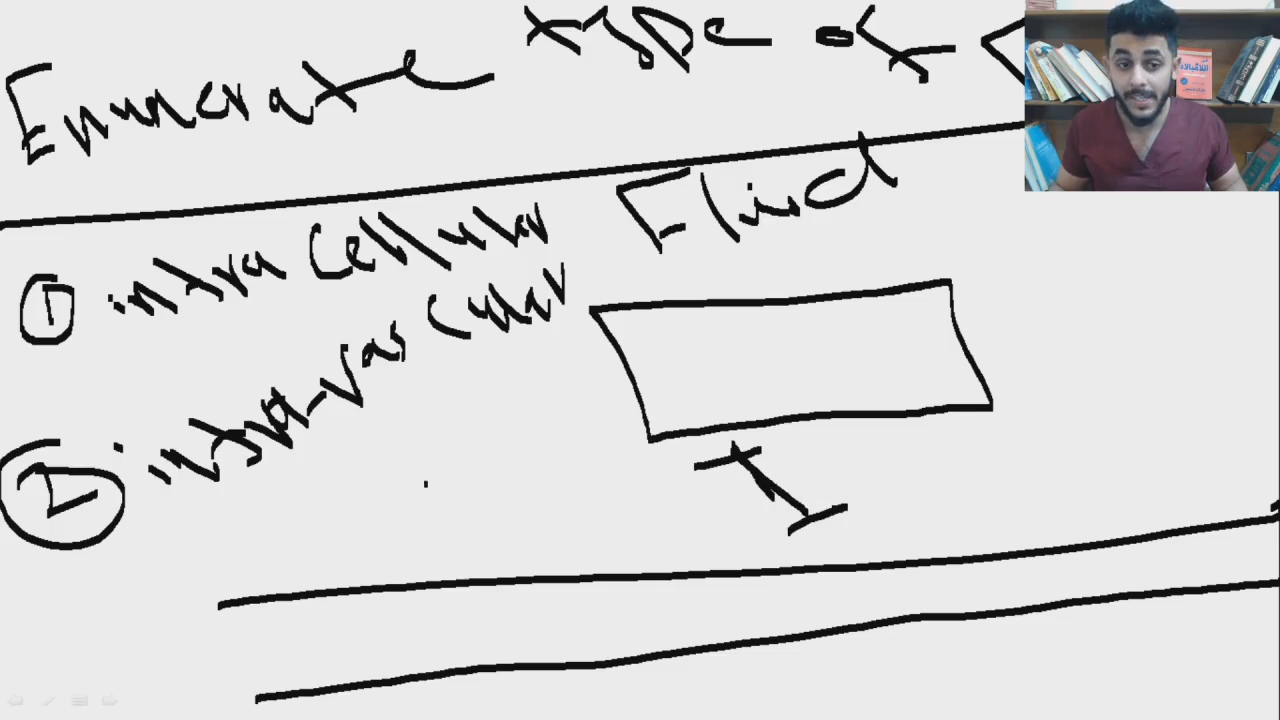 Enumerate type of
Fluid
① intra Cellular
② intra-vascular